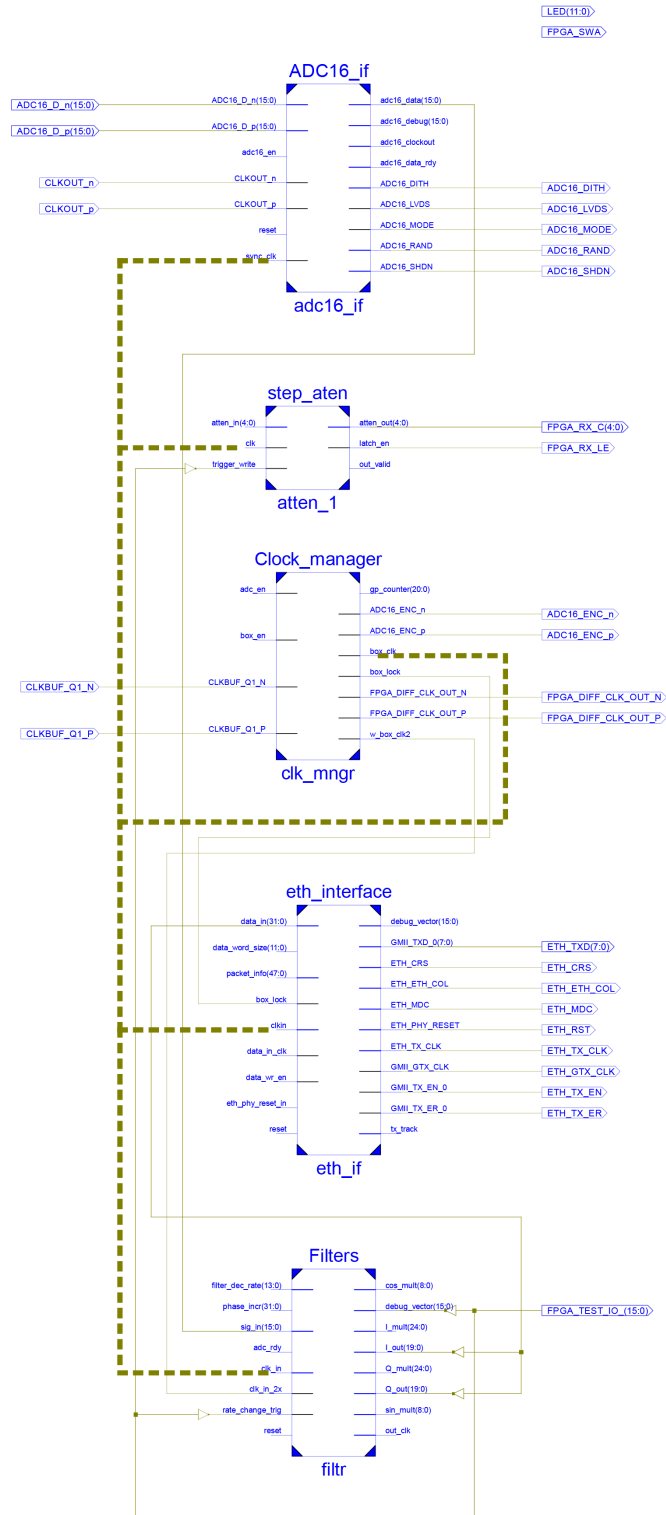 LED(11:0)
FPGA_SWA
ADC16_if
ADC16_D_n(15:0) ADC16_D_n(15:0) adc16_data(15:0)
adc16_debug(15:0)
ADC16_D_p(15:0) ADC16_D_p(15:0)
adc16_clockout
adc16_en
adc16_data_rdy
CLKOUT_n CLKOUT_n ADC16_DITH ADC16_DITH
CLKOUT_p CLKOUT_p ADC16_LVDS ADC16_LVDS
reset ADC16_MODE ADC16_MODE
ADC16_RAND ADC16_RAND
sync_clk
ADC16_SHDN ADC16_SHDN
adc16_if
step_aten
atten_in(4:0) atten_out(4:0) FPGA_RX_C(4:0)
clk latch_en FPGA_RX_LE
trigger_write out_valid
atten_1
Clock_manager
adc_en gp_counter(20:0)
ADC16_ENC_n ADC16_ENC_n
box_en ADC16_ENC_p ADC16_ENC_p
box_clk
box_lock
CLKBUF_Q1_N CLKBUF_Q1_N
FPGA_DIFF_CLK_OUT_N FPGA_DIFF_CLK_OUT_N
FPGA_DIFF_CLK_OUT_P FPGA_DIFF_CLK_OUT_P
CLKBUF_Q1_P CLKBUF_Q1_P w_box_clk2
clk_mngr
eth_interface
data_in(31:0) debug_vector(15:0)
data_word_size(11:0) GMII_TXD_0(7:0) ETH_TXD(7:0)
packet_info(47:0) ETH_CRS ETH_CRS
ETH_ETH_COL ETH_ETH_COL
box_lock ETH_MDC ETH_MDC
clkin ETH_PHY_RESET ETH_RST
data_in_clk ETH_TX_CLK ETH_TX_CLK
GMII_GTX_CLK ETH_GTX_CLK
data_wr_en GMII_TX_EN_0 ETH_TX_EN
eth_phy_reset_in GMII_TX_ER_0 ETH_TX_ER
reset tx_track
eth_if
Filters
filter_dec_rate(13:0) cos_mult(8:0)
phase_incr(31:0) debug_vector(15:0) FPGA_TEST_IO_(15:0)
sig_in(15:0) I_mult(24:0)
adc_rdy I_out(19:0)
clk_in Q_mult(24:0)
clk_in_2x Q_out(19:0)
rate_change_trig sin_mult(8:0)
reset out_clk
filtr